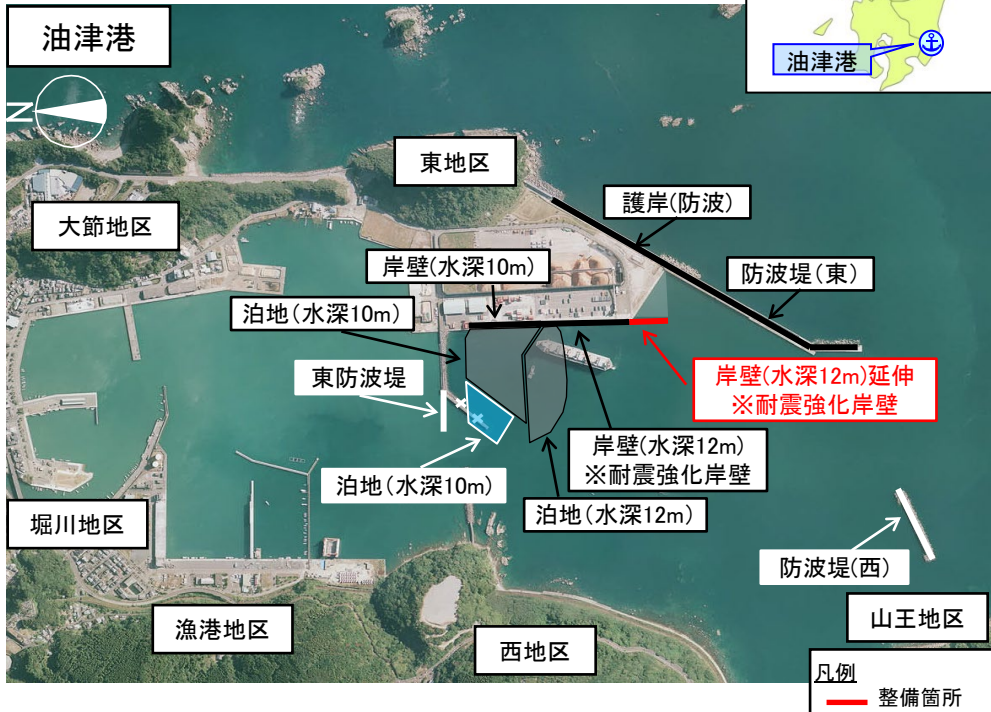 油津港
油津港
N
東地区
大節地区
護岸(防波)
岸壁(水深10m)
防波堤(東)
泊地(水深10m)
東防波堤
岸壁(水深12m)延伸
※耐震強化岸壁
岸壁(水深12m)
※耐震強化岸壁
泊地(水深10m)
泊地(水深12m)
堀川地区
防波堤(西)
漁港地区
山王地区
西地区
凡例
整備箇所